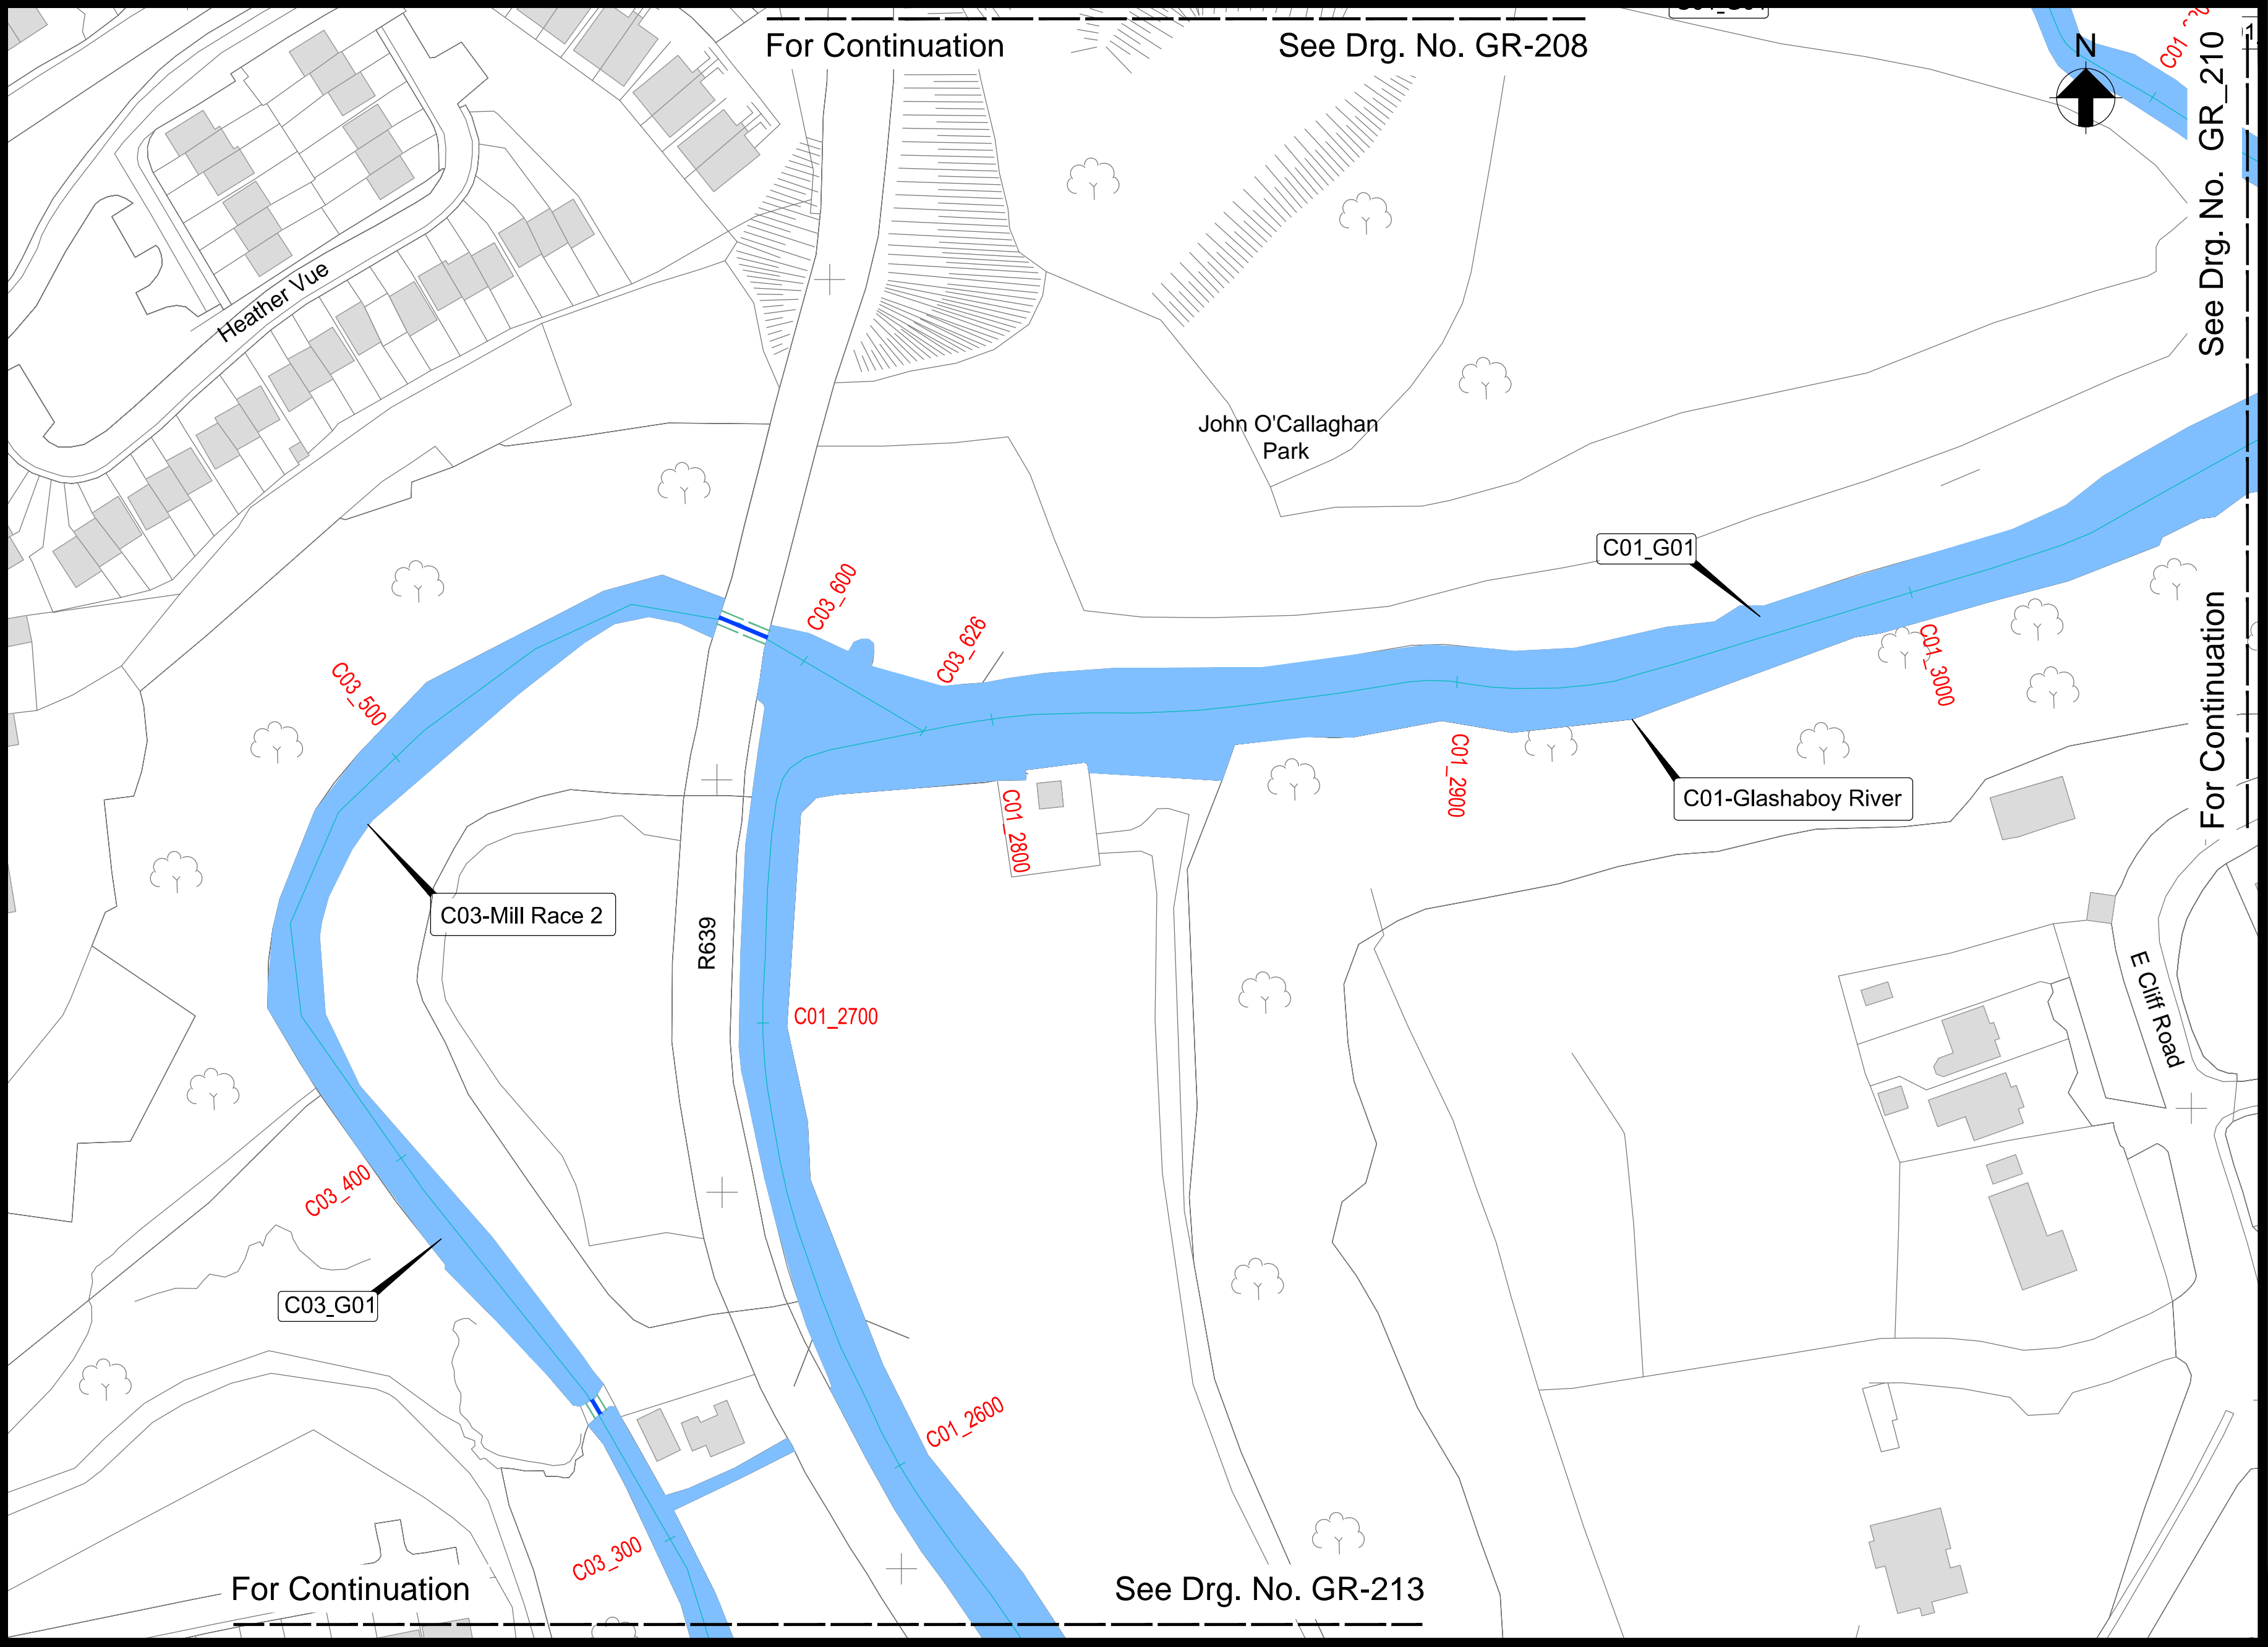 For Continuation
See Drg. No. GR-208
N
See Drg. No. GR_210
For Continuation
Heather Vue
John O'Callaghan
Park
C01_G01
C03_600
C03_626
C03_500
C01_3000
C01_2900
C01-Glashaboy River
C01_2800
C03-Mill Race 2
R639
C01_2700
E Cliff Road
C03_400
C03_G01
C01_2600
C03_300
For Continuation
See Drg. No. GR-213